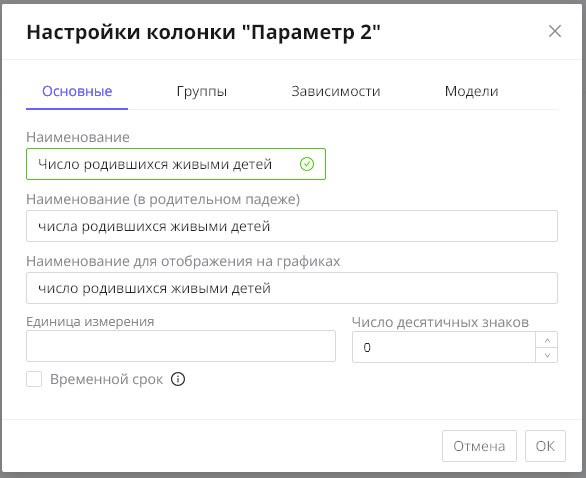 Настройки колонки "Параметр 2"
Основные Группы Зависимости Модели
Наименование
Число родившихся живыми детей
Наименование (в родительном падеже)
числа родившихся живыми детей
Наименование для отображения на графиках
число родившихся живыми детей
Единица измерения Число десятичных знаков
0
Временной срок
Отмена ОК